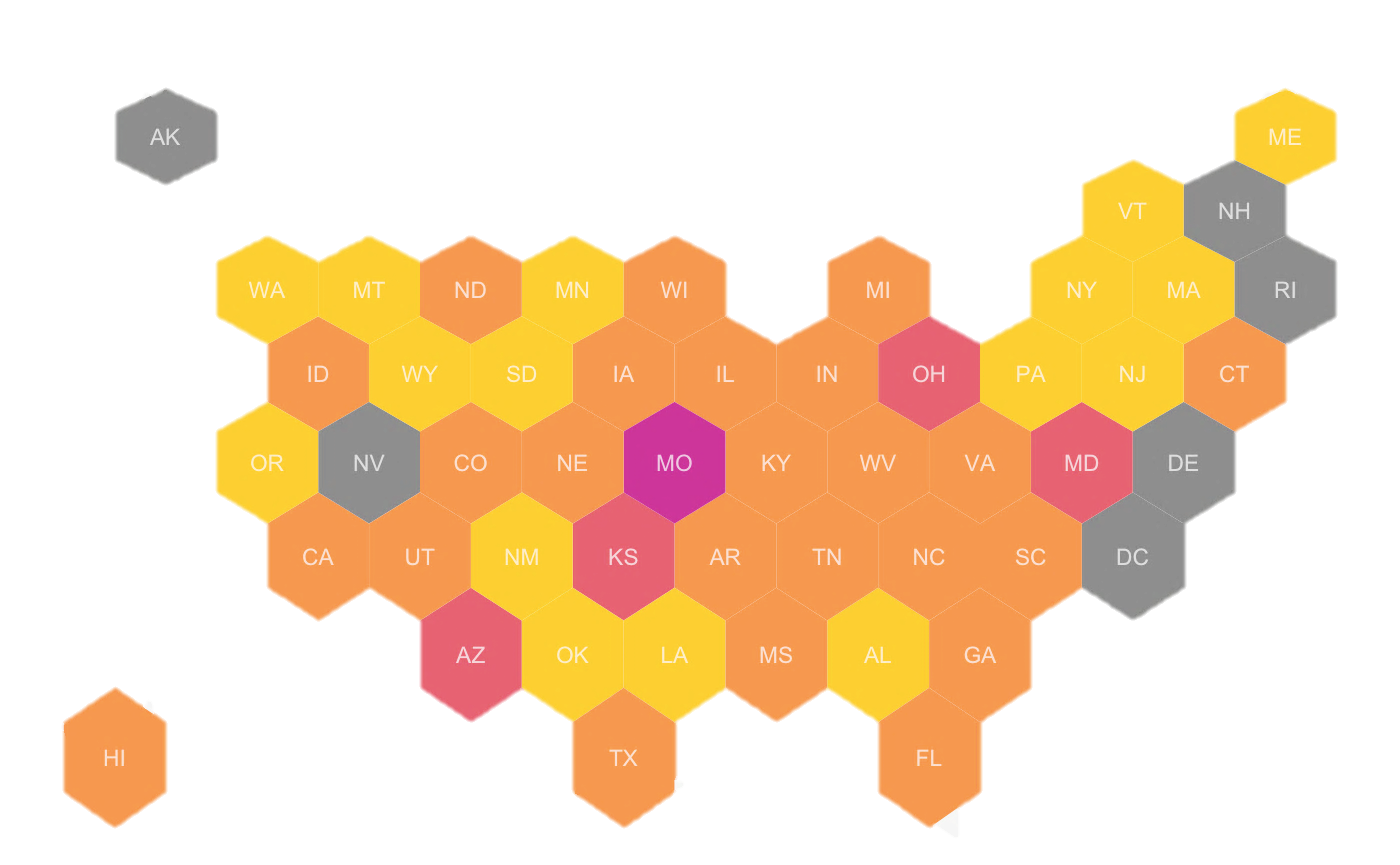 AK
ME
VT NH
WA MT ND MN WI MI NY MA RI
ID WY SD IA IL IN OH PA NJ CT
OR NV CO NE MO KY WV VA MD DE
CA UT NM KS AR TN NC SC DC
AZ OK LA MS AL GA
HI TX FL